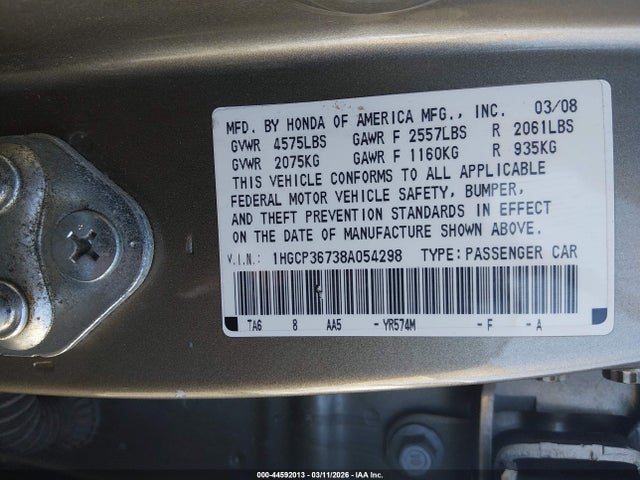 MFD. BY HONDA OF AMERICA MFG., INC. 03/08
GVWR 4575LBS GAWR F 2557LBS R 2061LBS
GVWR 2075KG GAWR F 1160KG R 935KG
THIS VEHICLE CONFORMS TO ALL APPLICABLE
FEDERAL MOTOR VEHICLE SAFETY, BUMPER,
AND THEFT PREVENTION STANDARDS IN EFFECT
ON THE DATE OF MANUFACTURE SHOWN ABOVE.
V.I.N.: 1HGCP36738A054298 TYPE: PASSENGER CAR
TA6 8 AA5 -YR574M -F -A
000-44592013 - 03/11/2026 - IAA Inc.